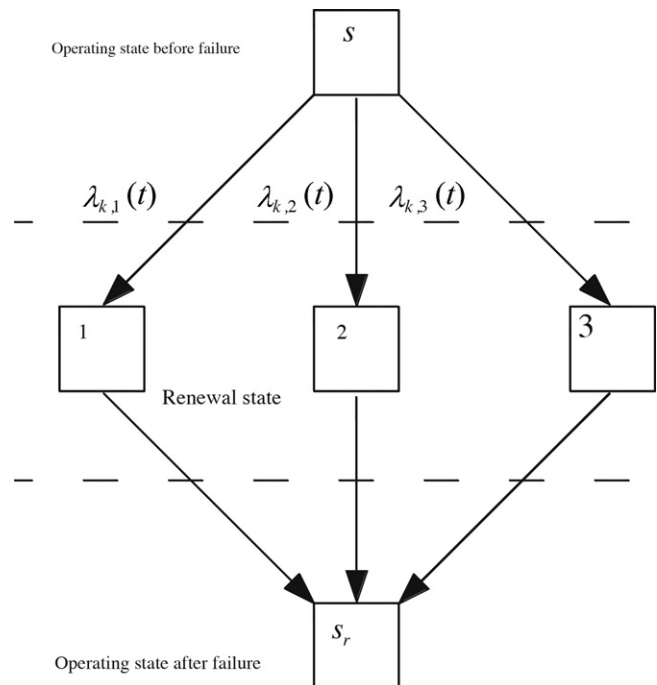 s
Operating state before failure
λk,1(t) λk,2(t) λk,3(t)
1 2 3
Renewal state
sr
Operating state after failure